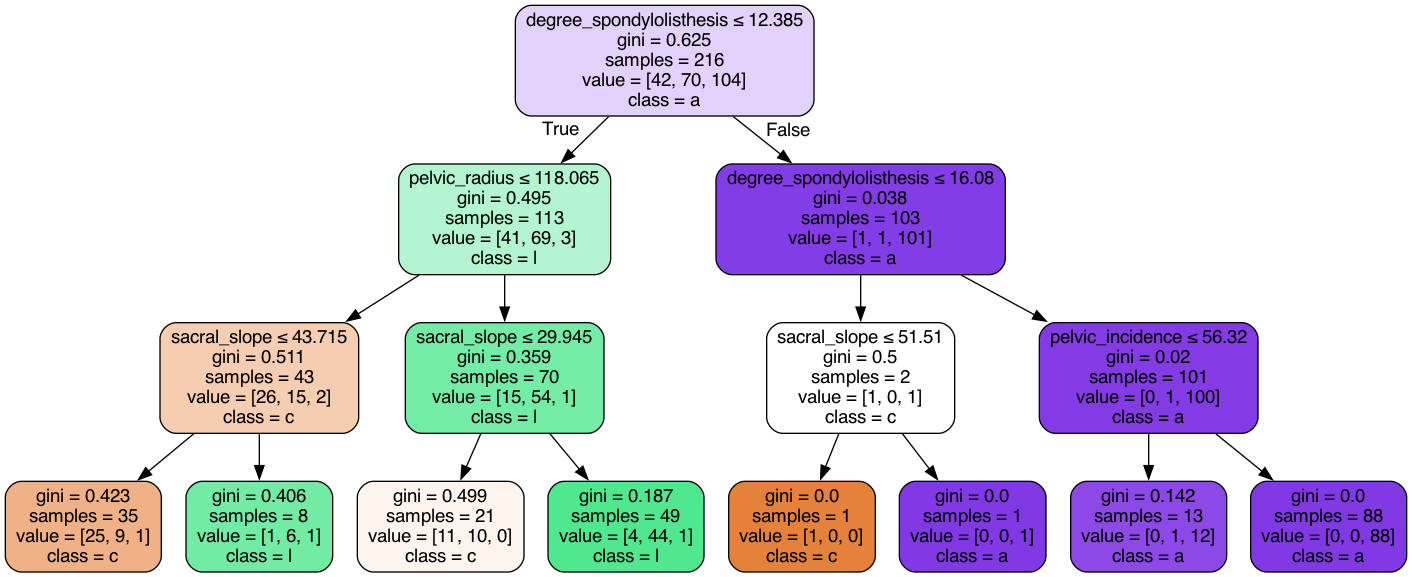 degree_spondylolisthesis ≤ 12.385
gini = 0.625
samples = 216
value = [42, 70, 104]
class = a
True
False
pelvic_radius ≤ 118.065
gini = 0.495
samples = 113
value = [41, 69, 3]
class = l
degree_spondylolisthesis ≤ 16.08
gini = 0.038
samples = 103
value = [1, 1, 101]
class = a
sacral_slope ≤ 43.715
gini = 0.511
samples = 43
value = [26, 15, 2]
class = c
sacral_slope ≤ 29.945
gini = 0.359
samples = 70
value = [15, 54, 1]
class = l
sacral_slope ≤ 51.51
gini = 0.5
samples = 2
value = [1, 0, 1]
class = c
pelvic_incidence ≤ 56.32
gini = 0.02
samples = 101
value = [0, 1, 100]
class = a
gini = 0.423
samples = 35
value = [25, 9, 1]
class = c
gini = 0.406
samples = 8
value = [1, 6, 1]
class = l
gini = 0.499
samples = 21
value = [11, 10, 0]
class = c
gini = 0.187
samples = 49
value = [4, 44, 1]
class = l
gini = 0.0
samples = 1
value = [1, 0, 0]
class = c
gini = 0.0
samples = 1
value = [0, 0, 1]
class = a
gini = 0.142
samples = 13
value = [0, 1, 12]
class = a
gini = 0.0
samples = 88
value = [0, 0, 88]
class = a